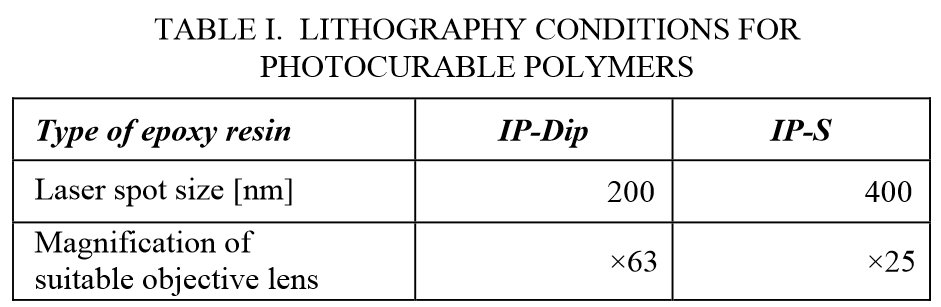 TABLE I. LITHOGRAPHY CONDITIONS FOR
PHOTOCURABLE POLYMERS
Type of epoxy resin IP-Dip IP-S
Laser spot size [nm] 200 400
Magnification of
suitable objective lens ×63 ×25